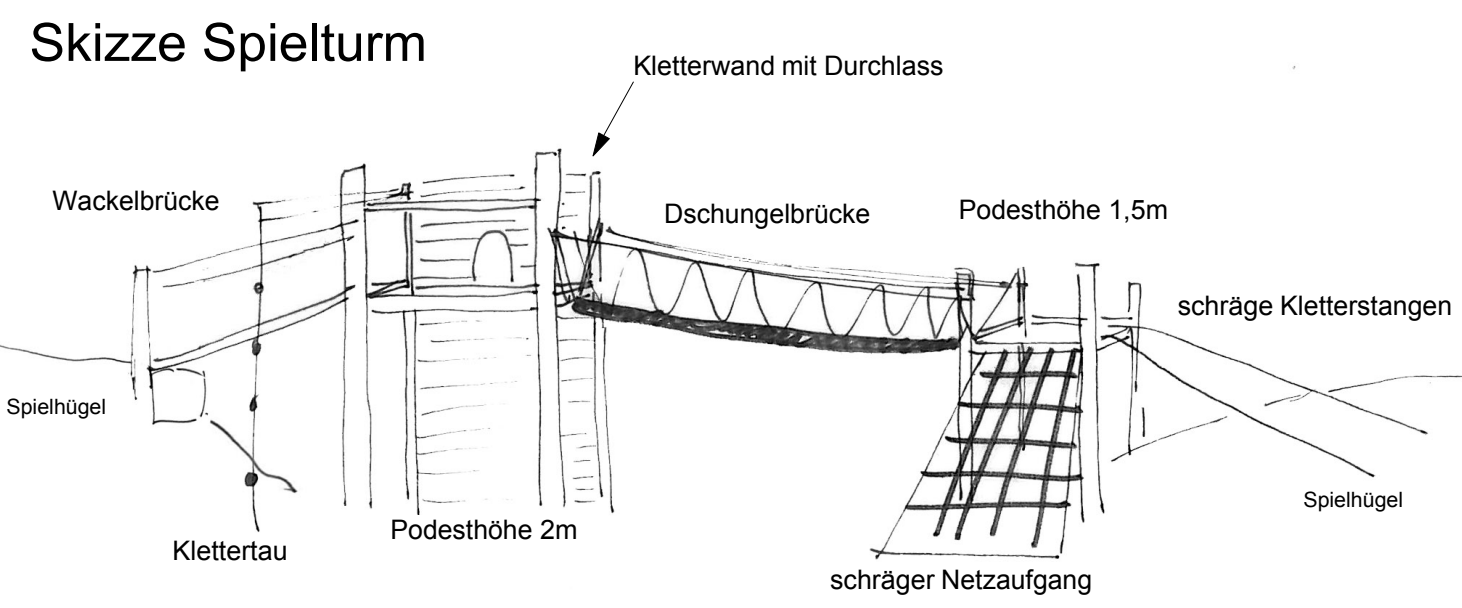 Skizze Spielturm
Kletterwand mit Durchlass
Wackelbrücke
Dschungelbrücke
Podesthöhe 1,5m
schräge Kletterstangen
Spielhügel
Spielhügel
Podesthöhe 2m
Klettertau
schräger Netzaufgang